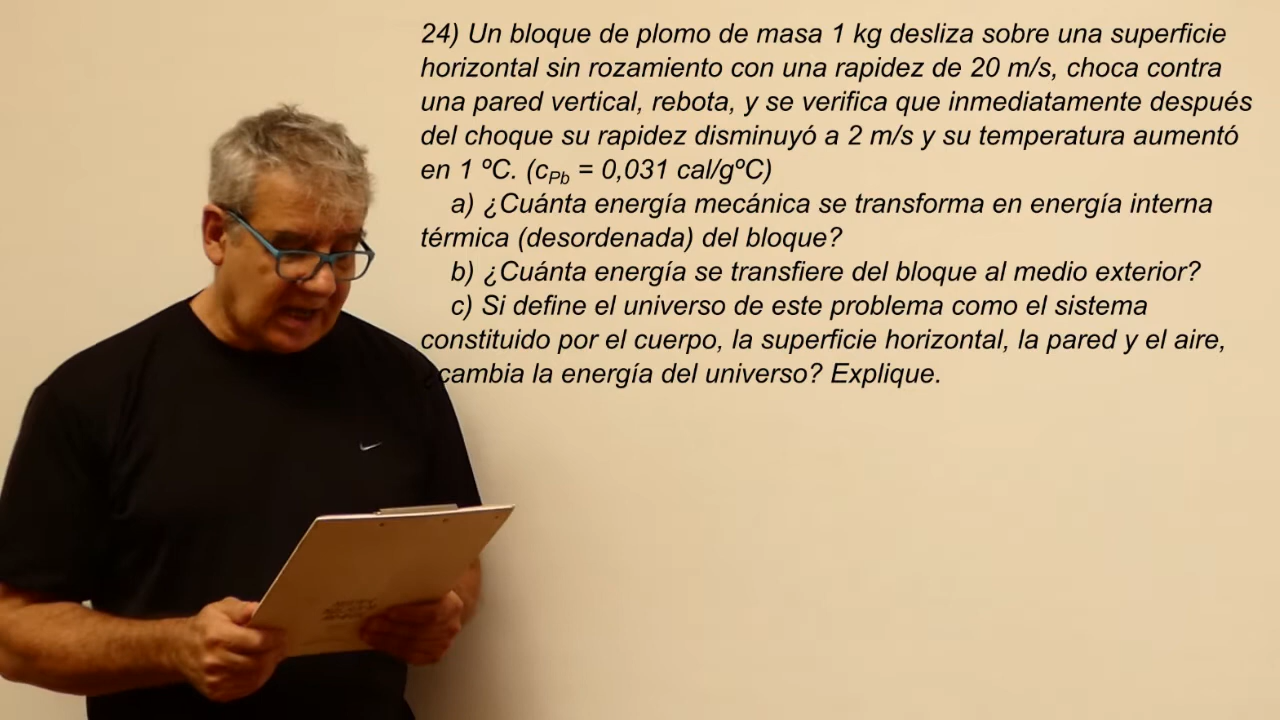 24) Un bloque de plomo de masa 1 kg desliza sobre una superficie
horizontal sin rozamiento con una rapidez de 20 m/s, choca contra
una pared vertical, rebota, y se verifica que inmediatamente después
del choque su rapidez disminuyó a 2 m/s y su temperatura aumentó
en 1 ºC. (cPb = 0,031 cal/gºC)
a) ¿Cuánta energía mecánica se transforma en energía interna
térmica (desordenada) del bloque?
b) ¿Cuánta energía se transfiere del bloque al medio exterior?
c) Si define el universo de este problema como el sistema
constituido por el cuerpo, la superficie horizontal, la pared y el aire,
¿cambia la energía del universo? Explique.